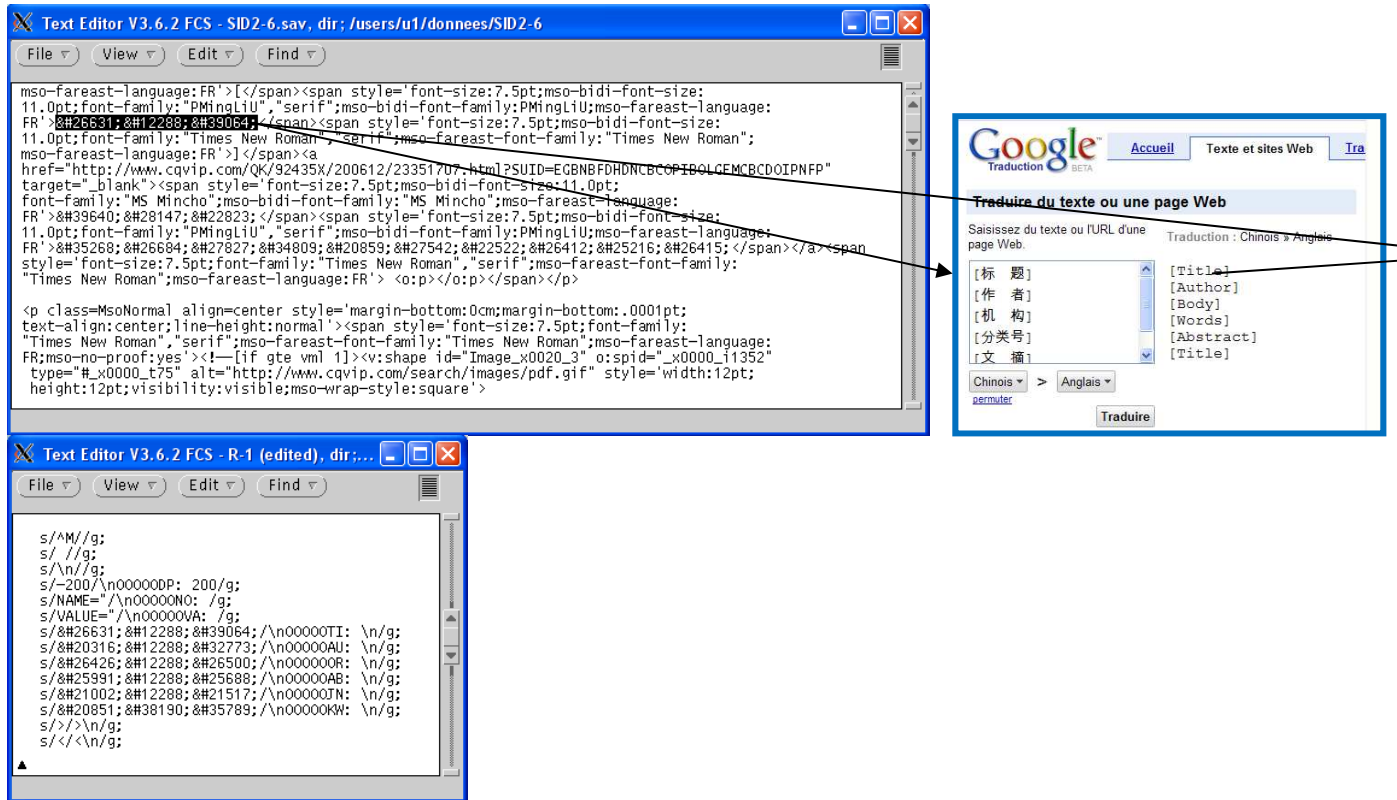 Text Editor V3.6.2 FCS - SID2-6.sav, dir; /users/u1/donnees/SID2-6
File View Edit Find
mso-fareast-language:FR'>[</span><span style='font-size:7.5pt;mso-bidi-font-size:
11.0pt;font-family:"PMingLiU","serif";mso-bidi-font-family:PMingLiU;mso-fareast-language:
FR'>&#26631;&#12288;&#39064;</span><span style='font-size:7.5pt;mso-bidi-font-size:
11.0pt;font-family:"Times New Roman","serif";mso-fareast-font-family:"Times New Roman";
mso-fareast-language:FR'>]</span><a
href="http://www.cqvip.com/QK/92435X/200612/23351707.html?SUID=EGBNBFDHDNCBCOPIBOLGEMCBCDOIPNFP"
target="_blank"><span style='font-size:7.5pt;mso-bidi-font-size:11.0pt;
font-family:"MS Mincho";mso-bidi-font-family:"MS Mincho";mso-fareast-language:
FR'>&#39640;&#28147;&#22823;</span><span style='font-size:7.5pt;mso-bidi-font-size:
11.0pt;font-family:"PMingLiU","serif";mso-bidi-font-family:PMingLiU;mso-fareast-language:
FR'>&#35268;&#26684;&#27827;&#34809;&#20859;&#27542;&#22522;&#26412;&#25216;&#26415;</span></a><span
style='font-size:7.5pt;font-family:"Times New Roman","serif";mso-fareast-font-family:
"Times New Roman";mso-fareast-language:FR'> <o:p></o:p></span></p>
<p class=MsoNormal align=center style='margin-bottom:0cm;margin-bottom:.0001pt;
text-align:center;line-height:normal'><span style='font-size:7.5pt;font-family:
"Times New Roman","serif";mso-fareast-font-family:"Times New Roman";mso-fareast-language:
FR;mso-no-proof:yes'><!--[if gte vml 1]><v:shape id="Image_x0020_3" o:spid="_x0000_i1352"
type="#_x0000_t75" alt="http://www.cqvip.com/search/images/pdf.gif" style='width:12pt;
height:12pt;visibility:visible;mso-wrap-style:square'>
Google™
Traduction BETA
Accueil Texte et sites Web Tra
Traduire du texte ou une page Web
Saisissez du texte ou l'URL d'une
page Web.
Traduction : Chinois » Anglais
[标 题]
[作 者]
[机 构]
[分类号]
[文 摘]
[Title]
[Author]
[Body]
[Words]
[Abstract]
[Title]
Chinois > Anglais
permuter
Traduire
Text Editor V3.6.2 FCS - R-1 (edited), dir;...
File View Edit Find
s/^M//g;
s/ //g;
s/\n//g;
s/-200/\n00000DP: 200/g;
s/NAME="/\n00000NO: /g;
s/VALUE="/\n00000VA: /g;
s/&#26631;&#12288;&#39064;/\n00000TI: \n/g;
s/&#20316;&#12288;&#32773;/\n00000AU: \n/g;
s/&#26426;&#12288;&#26500;/\n00000OR: \n/g;
s/&#25991;&#12288;&#25688;/\n00000AB: \n/g;
s/&#21002;&#12288;&#21517;/\n00000JN: \n/g;
s/&#20851;&#38190;&#35789;/\n00000KW: \n/g;
s/>/>\n/g;
s/</<\n/g;